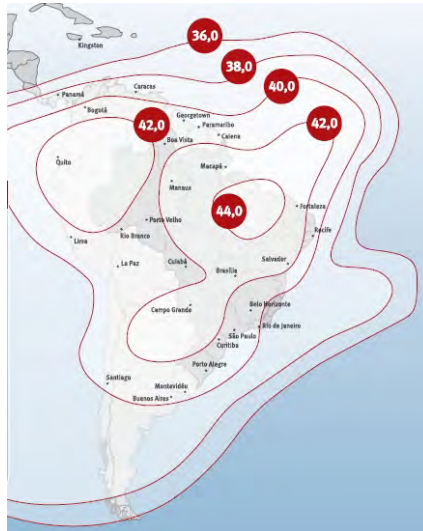 36,0
Kingston
38,0
40,0
Panamá
Caracas
42,0
42,0
Bogotá
Georgetown
Paramaribo
Caiena
Boa Vista
Quito
Macapá
Manaus
44,0
Fortaleza
Porto Velho
Rio Branco
Recife
Lima
La Paz
Cuiabá
Salvador
Brasília
Campo Grande
Belo Horizonte
São Paulo
Rio de Janeiro
Curitiba
Porto Alegre
Santiago
Montevidéo
Buenos Aires